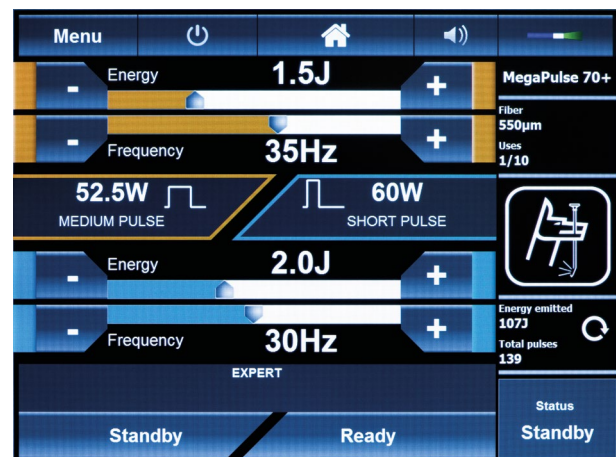 Menu
MegaPulse 70+
-
Energy
1.5J
+
-
Frequency
35Hz
+
Fiber
550µm
Uses
1/10
52.5W
MEDIUM PULSE
60W
SHORT PULSE
-
Energy
2.0J
+
-
Frequency
30Hz
+
Energy emitted
107J
Total pulses
139
EXPERT
Standby
Ready
Status
Standby